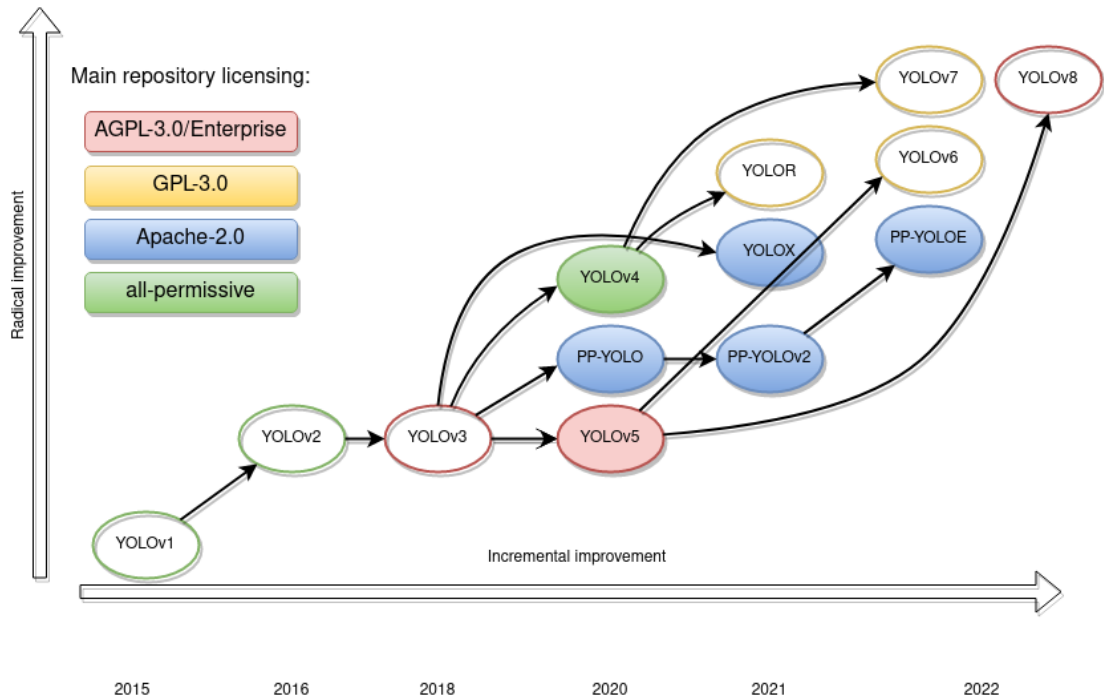 Main repository licensing:
AGPL-3.0/Enterprise
GPL-3.0
Apache-2.0
all-permissive
Radical improvement
YOLOv7
YOLOv8
YOLOv6
YOLOR
YOLOX
PP-YOLOE
YOLOv4
PP-YOLO
PP-YOLOv2
YOLOv2
YOLOv3
YOLOv5
YOLOv1
Incremental improvement
2015
2016
2018
2020
2021
2022